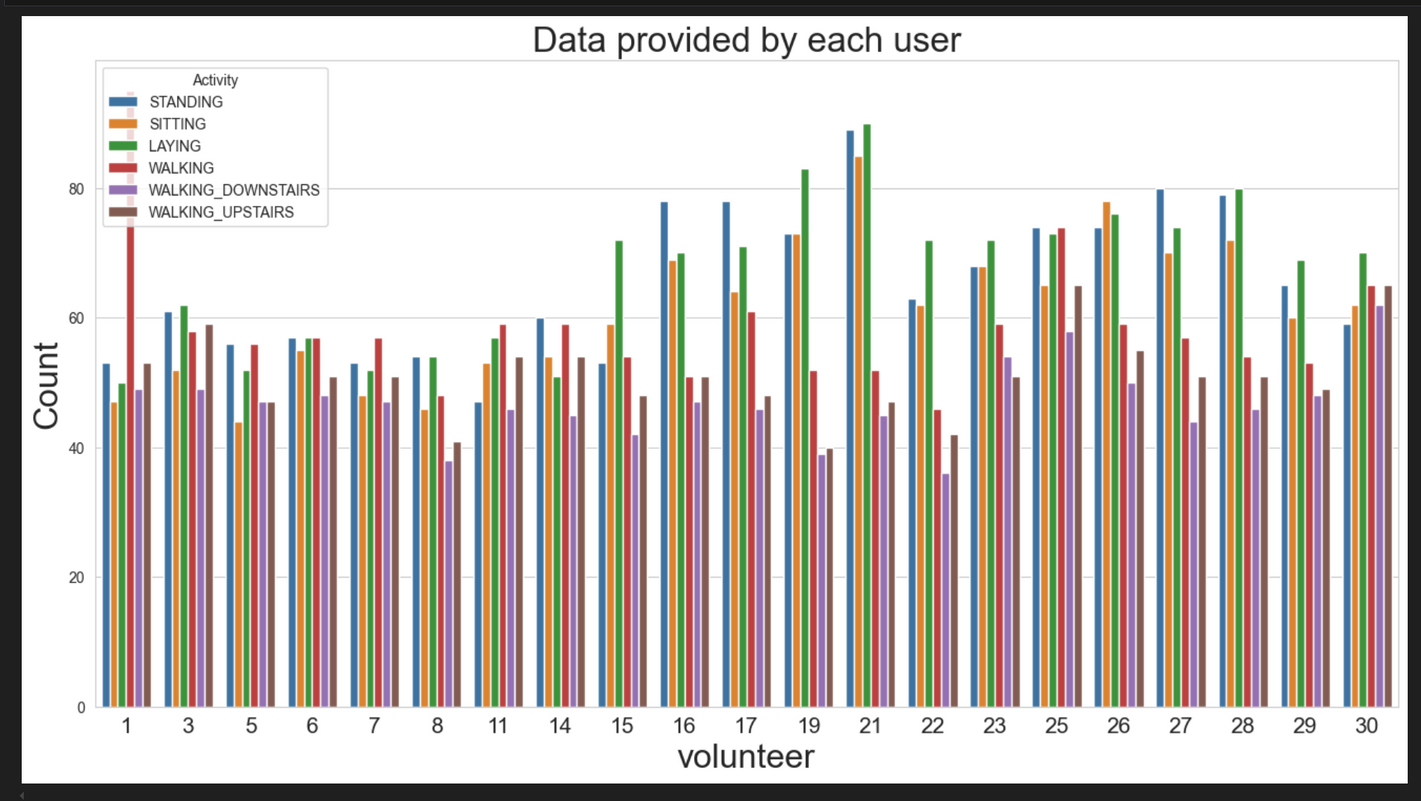 Data provided by each user
Activity
STANDING
SITTING
LAYING
WALKING
WALKING_DOWNSTAIRS
WALKING_UPSTAIRS
80
60
40
20
0
Count
1 3 5 6 7 8 11 14 15 16 17 19 21 22 23 25 26 27 28 29 30
volunteer